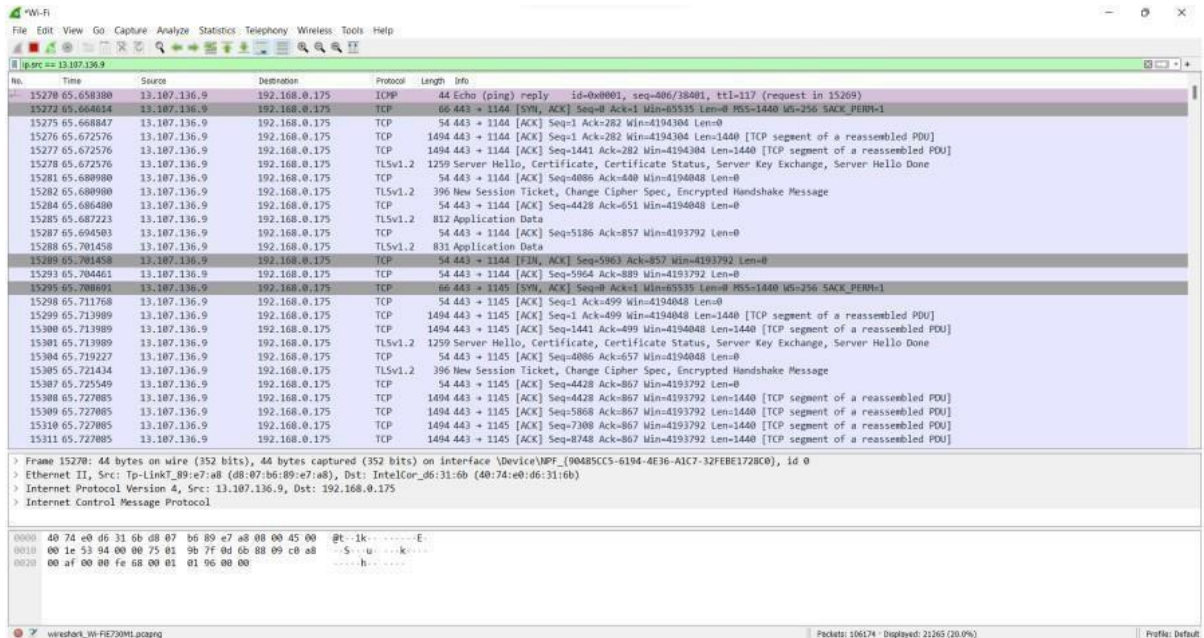 *Wi-Fi
File Edit View Go Capture Analyze Statistics Telephony Wireless Tools Help
ip.src == 13.107.136.9
No. Time Source Destination Protocol Length Info
15270 65.658380 13.107.136.9 192.168.0.175 ICMP 44 Echo (ping) reply id=0x0001, seq=406/38401, ttl=117 (request in 15269)
15272 65.664614 13.107.136.9 192.168.0.175 TCP 66 443 → 1144 [SYN, ACK] Seq=0 Ack=1 Win=65535 Len=0 MSS=1440 WS=256 SACK_PERM=1
15275 65.668847 13.107.136.9 192.168.0.175 TCP 54 443 → 1144 [ACK] Seq=1 Ack=282 Win=4194304 Len=0
15276 65.672576 13.107.136.9 192.168.0.175 TCP 1494 443 → 1144 [ACK] Seq=1 Ack=282 Win=4194304 Len=1440 [TCP segment of a reassembled PDU]
15277 65.672576 13.107.136.9 192.168.0.175 TCP 1494 443 → 1144 [ACK] Seq=1441 Ack=282 Win=4194304 Len=1440 [TCP segment of a reassembled PDU]
15278 65.672576 13.107.136.9 192.168.0.175 TLSv1.2 1259 Server Hello, Certificate, Certificate Status, Server Key Exchange, Server Hello Done
15281 65.680980 13.107.136.9 192.168.0.175 TCP 54 443 → 1144 [ACK] Seq=4086 Ack=440 Win=4194048 Len=0
15282 65.680980 13.107.136.9 192.168.0.175 TLSv1.2 396 New Session Ticket, Change Cipher Spec, Encrypted Handshake Message
15284 65.686480 13.107.136.9 192.168.0.175 TCP 54 443 → 1144 [ACK] Seq=4428 Ack=651 Win=4194048 Len=0
15285 65.687223 13.107.136.9 192.168.0.175 TLSv1.2 812 Application Data
15287 65.694503 13.107.136.9 192.168.0.175 TCP 54 443 → 1144 [ACK] Seq=5186 Ack=857 Win=4193792 Len=0
15288 65.701458 13.107.136.9 192.168.0.175 TLSv1.2 831 Application Data
15289 65.701458 13.107.136.9 192.168.0.175 TCP 54 443 → 1144 [FIN, ACK] Seq=5963 Ack=857 Win=4193792 Len=0
15293 65.704461 13.107.136.9 192.168.0.175 TCP 54 443 → 1144 [ACK] Seq=5964 Ack=889 Win=4193792 Len=0
15295 65.708691 13.107.136.9 192.168.0.175 TCP 66 443 → 1145 [SYN, ACK] Seq=0 Ack=1 Win=65535 Len=0 MSS=1440 WS=256 SACK_PERM=1
15298 65.711768 13.107.136.9 192.168.0.175 TCP 54 443 → 1145 [ACK] Seq=1 Ack=499 Win=4194048 Len=0
15299 65.713989 13.107.136.9 192.168.0.175 TCP 1494 443 → 1145 [ACK] Seq=1 Ack=499 Win=4194048 Len=1440 [TCP segment of a reassembled PDU]
15300 65.713989 13.107.136.9 192.168.0.175 TCP 1494 443 → 1145 [ACK] Seq=1441 Ack=499 Win=4194048 Len=1440 [TCP segment of a reassembled PDU]
15301 65.713989 13.107.136.9 192.168.0.175 TLSv1.2 1259 Server Hello, Certificate, Certificate Status, Server Key Exchange, Server Hello Done
15304 65.719227 13.107.136.9 192.168.0.175 TCP 54 443 → 1145 [ACK] Seq=4086 Ack=657 Win=4194048 Len=0
15305 65.721434 13.107.136.9 192.168.0.175 TLSv1.2 396 New Session Ticket, Change Cipher Spec, Encrypted Handshake Message
15307 65.725549 13.107.136.9 192.168.0.175 TCP 54 443 → 1145 [ACK] Seq=4428 Ack=867 Win=4193792 Len=0
15308 65.727085 13.107.136.9 192.168.0.175 TCP 1494 443 → 1145 [ACK] Seq=4428 Ack=867 Win=4193792 Len=1440 [TCP segment of a reassembled PDU]
15309 65.727085 13.107.136.9 192.168.0.175 TCP 1494 443 → 1145 [ACK] Seq=5868 Ack=867 Win=4193792 Len=1440 [TCP segment of a reassembled PDU]
15310 65.727085 13.107.136.9 192.168.0.175 TCP 1494 443 → 1145 [ACK] Seq=7308 Ack=867 Win=4193792 Len=1440 [TCP segment of a reassembled PDU]
15311 65.727085 13.107.136.9 192.168.0.175 TCP 1494 443 → 1145 [ACK] Seq=8748 Ack=867 Win=4193792 Len=1440 [TCP segment of a reassembled PDU]
> Frame 15270: 44 bytes on wire (352 bits), 44 bytes captured (352 bits) on interface \Device\NPF_{90485CC5-6194-4E36-A1C7-32FEBE1728C0}, id 0
> Ethernet II, Src: Tp-LinkT_89:e7:a8 (d8:07:b6:89:e7:a8), Dst: IntelCor_d6:31:6b (40:74:e0:d6:31:6b)
> Internet Protocol Version 4, Src: 13.107.136.9, Dst: 192.168.0.175
> Internet Control Message Protocol
0000 40 74 e0 d6 31 6b d8 07 b6 89 e7 a8 08 00 45 00 @t··1k·· ······E·
0010 00 1e 53 94 00 00 75 01 9b 7f 0d 6b 88 09 c0 a8 ··S···u· ···k····
0020 00 af 00 00 fe 68 00 01 01 96 00 00 ·····h·· ····
wireshark_Wi-FiE730M1.pcapng Packets: 106174 · Displayed: 21265 (20.0%) Profile: Default